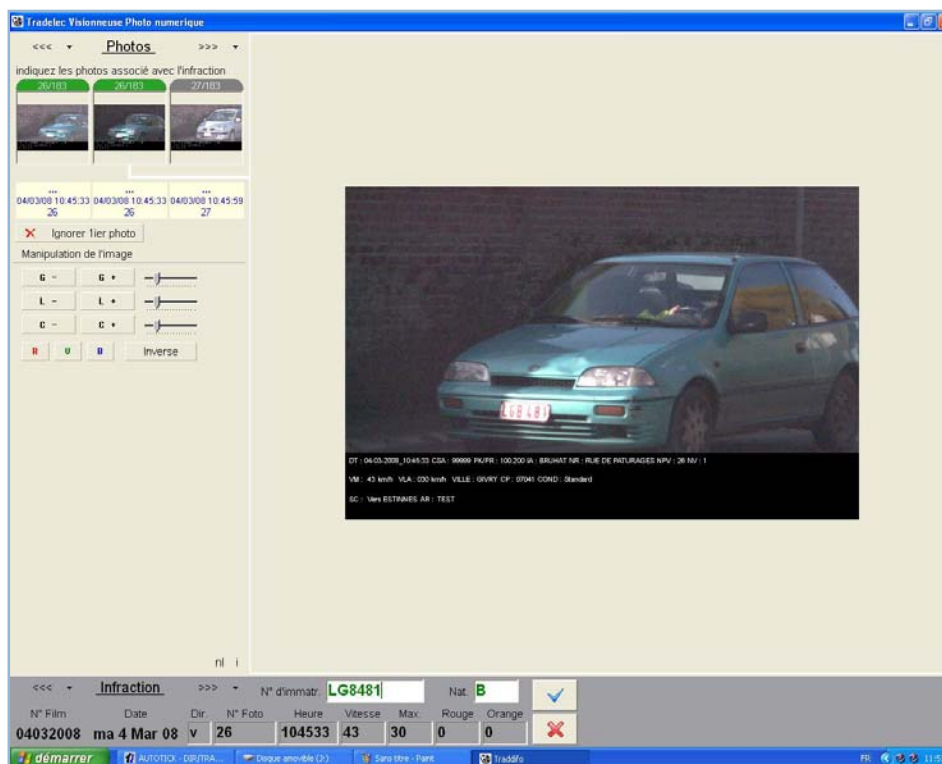 Tradelec Visionneuse Photo numerique
<<< Photos >>>
indiquez les photos associé avec l'infraction
26/183 26/183 27/183
... ... ...
04/03/08 10:45:33 04/03/08 10:45:33 04/03/08 10:45:59
26 26 27
Ignorer 1ier photo
Manipulation de l'image
G - G +
L - L +
C - C +
R U B Inverse
DT : 04-03-2008_10:45:33 CSA : 99999 PK/PR : 100.200 IA : BRUHAT NR : RUE DE PATURAGES NPV : 26 NV : 1
VM : 43 km/h VLA : 030 km/h VILLE : GIVRY CP : 07041 COND : Standard
SC : Vers ESTINNES AR : TEST
nl i
<<< Infraction >>> N° d'immatr. LG8481 Nat. B
N° Film Date Dir. N° Foto Heure Vitesse Max. Rouge Orange
04032008 ma 4 Mar 08 v 26 104533 43 30 0 0
démarrer AUTOTICK - DIR/TRA... Disque amovible (J:) Sans titre - Paint Traddifo FR 11:5